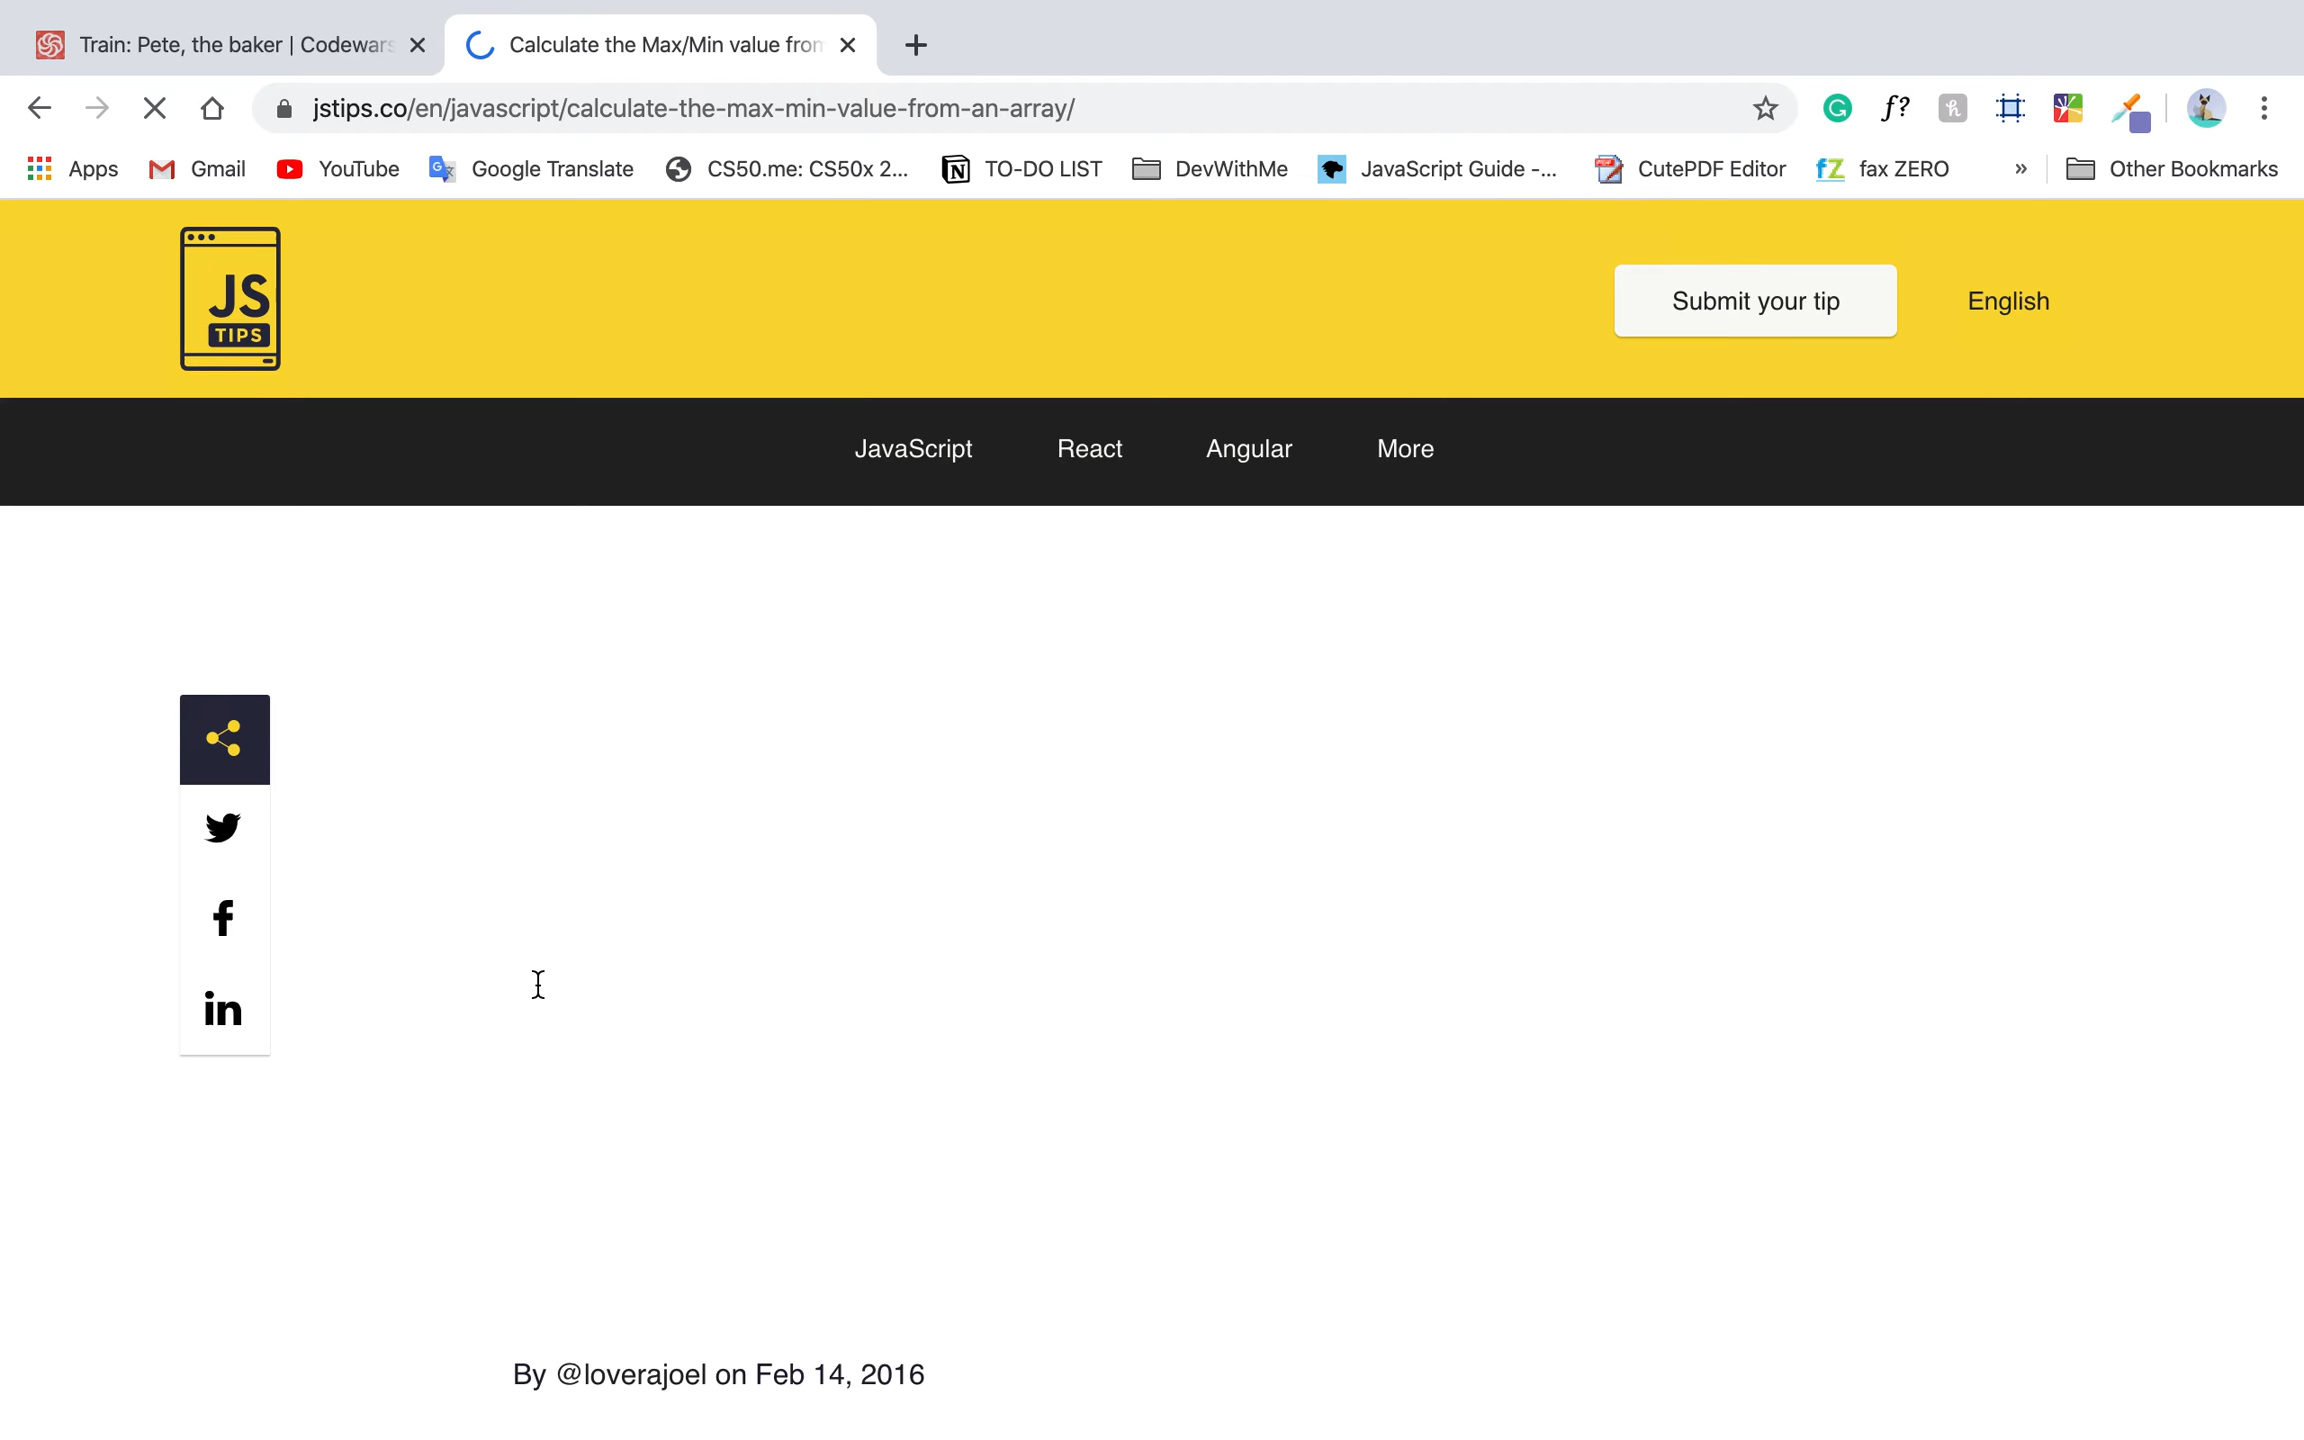 Train: Pete, the baker | Codewars
Calculate the Max/Min value from
jstips.co/en/javascript/calculate-the-max-min-value-from-an-array/
f?
Apps
Gmail
YouTube
Google Translate
CS50.me: CS50x 2...
TO-DO LIST
DevWithMe
JavaScript Guide -...
CutePDF Editor
fZ fax ZERO
»
Other Bookmarks
JS
TIPS
Submit your tip
English
JavaScript
React
Angular
More
By @loverajoel on Feb 14, 2016